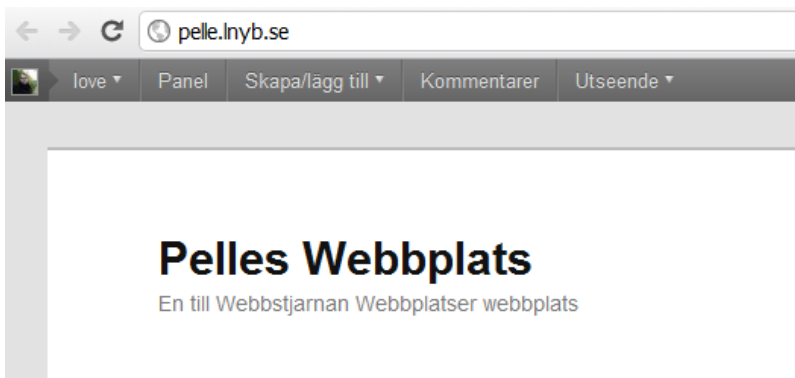 pelle.lnyb.se
love Panel Skapa/lägg till Kommentarer Utseende
Pelles Webbplats
En till Webbstjarnan Webbplatser webbplats